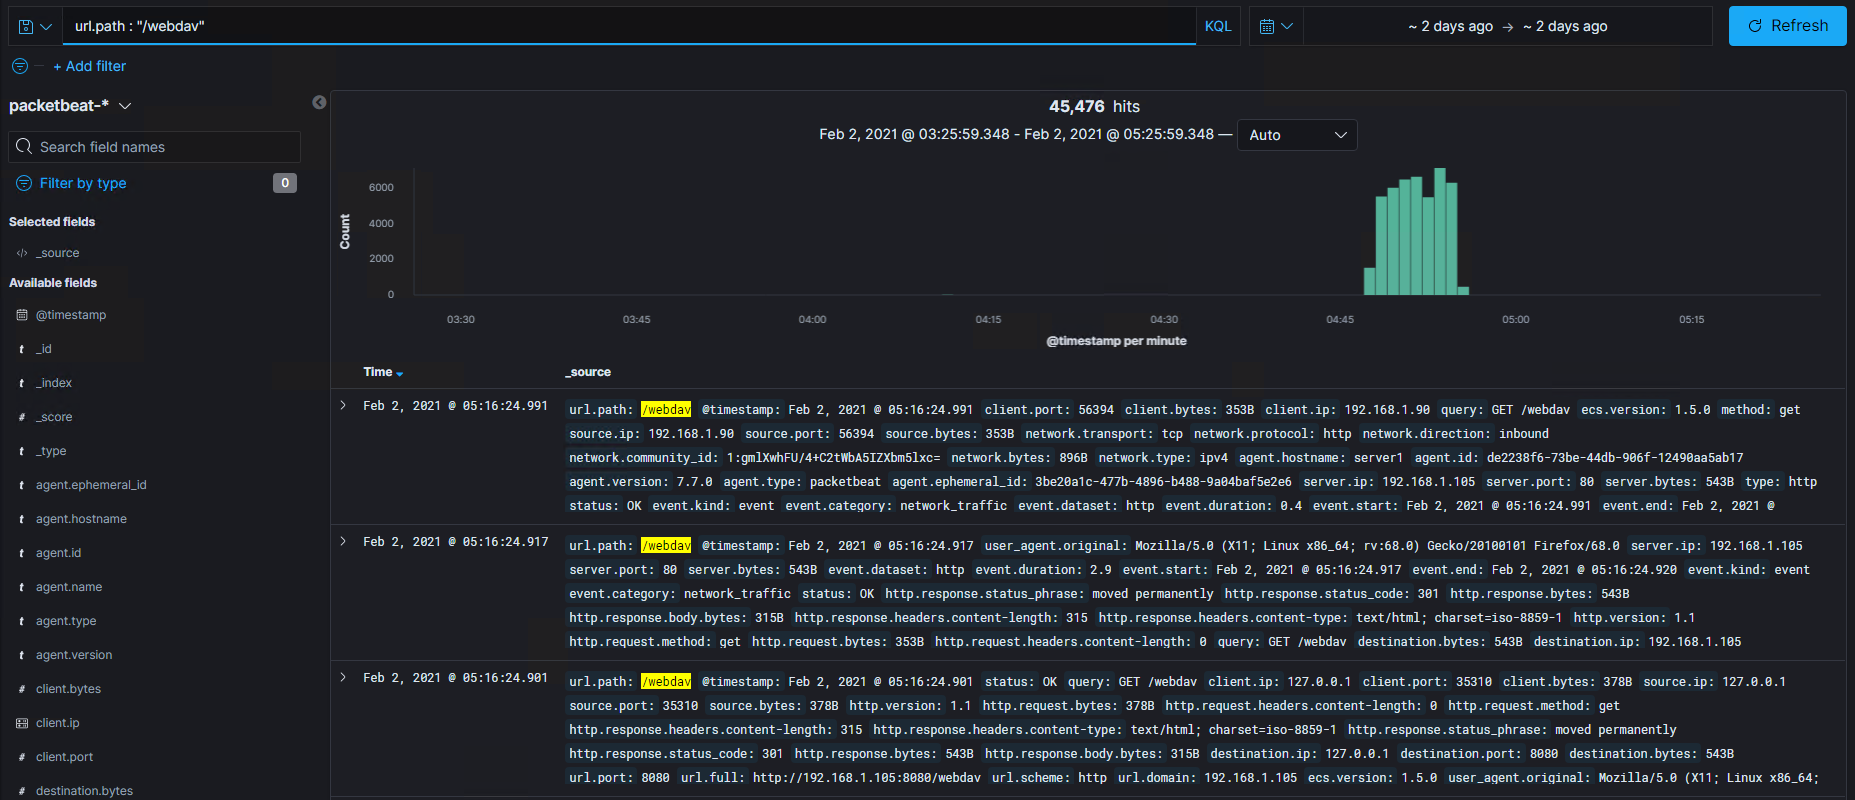 url.path : "/webdav"
KQL
~ 2 days ago → ~ 2 days ago
Refresh
+ Add filter
packetbeat-*
Search field names
Filter by type
0
Selected fields
_source
Available fields
@timestamp
_id
_index
_score
_type
agent.ephemeral_id
agent.hostname
agent.id
agent.name
agent.type
agent.version
client.bytes
client.ip
client.port
destination.bytes
45,476 hits
Feb 2, 2021 @ 03:25:59.348 - Feb 2, 2021 @ 05:25:59.348 —
Auto
Count
6000
4000
2000
0
03:30 03:45 04:00 04:15 04:30 04:45 05:00 05:15
@timestamp per minute
Time _source
Feb 2, 2021 @ 05:16:24.991
url.path: /webdav @timestamp: Feb 2, 2021 @ 05:16:24.991 client.port: 56394 client.bytes: 353B client.ip: 192.168.1.90 query: GET /webdav ecs.version: 1.5.0 method: get
source.ip: 192.168.1.90 source.port: 56394 source.bytes: 353B network.transport: tcp network.protocol: http network.direction: inbound
network.community_id: 1:gmlXwhFU/4+C2tWbA5IZXbm5lxc= network.bytes: 896B network.type: ipv4 agent.hostname: server1 agent.id: de2238f6-73be-44db-906f-12490aa5ab17
agent.version: 7.7.0 agent.type: packetbeat agent.ephemeral_id: 3be20a1c-477b-4896-b488-9a04baf5e2e6 server.ip: 192.168.1.105 server.port: 80 server.bytes: 543B type: http
status: OK event.kind: event event.category: network_traffic event.dataset: http event.duration: 0.4 event.start: Feb 2, 2021 @ 05:16:24.991 event.end: Feb 2, 2021 @
Feb 2, 2021 @ 05:16:24.917
url.path: /webdav @timestamp: Feb 2, 2021 @ 05:16:24.917 user_agent.original: Mozilla/5.0 (X11; Linux x86_64; rv:68.0) Gecko/20100101 Firefox/68.0 server.ip: 192.168.1.105
server.port: 80 server.bytes: 543B event.dataset: http event.duration: 2.9 event.start: Feb 2, 2021 @ 05:16:24.917 event.end: Feb 2, 2021 @ 05:16:24.920 event.kind: event
event.category: network_traffic status: OK http.response.status_phrase: moved permanently http.response.status_code: 301 http.response.bytes: 543B
http.response.body.bytes: 315B http.response.headers.content-length: 315 http.response.headers.content-type: text/html; charset=iso-8859-1 http.version: 1.1
http.request.method: get http.request.bytes: 353B http.request.headers.content-length: 0 query: GET /webdav destination.bytes: 543B destination.ip: 192.168.1.105
Feb 2, 2021 @ 05:16:24.901
url.path: /webdav @timestamp: Feb 2, 2021 @ 05:16:24.901 status: OK query: GET /webdav client.ip: 127.0.0.1 client.port: 35310 client.bytes: 378B source.ip: 127.0.0.1
source.port: 35310 source.bytes: 378B http.version: 1.1 http.request.bytes: 378B http.request.headers.content-length: 0 http.request.method: get
http.response.headers.content-length: 315 http.response.headers.content-type: text/html; charset=iso-8859-1 http.response.status_phrase: moved permanently
http.response.status_code: 301 http.response.bytes: 543B http.response.body.bytes: 315B destination.ip: 127.0.0.1 destination.port: 8080 destination.bytes: 543B
url.port: 8080 url.full: http://192.168.1.105:8080/webdav url.scheme: http url.domain: 192.168.1.105 ecs.version: 1.5.0 user_agent.original: Mozilla/5.0 (X11; Linux x86_64;